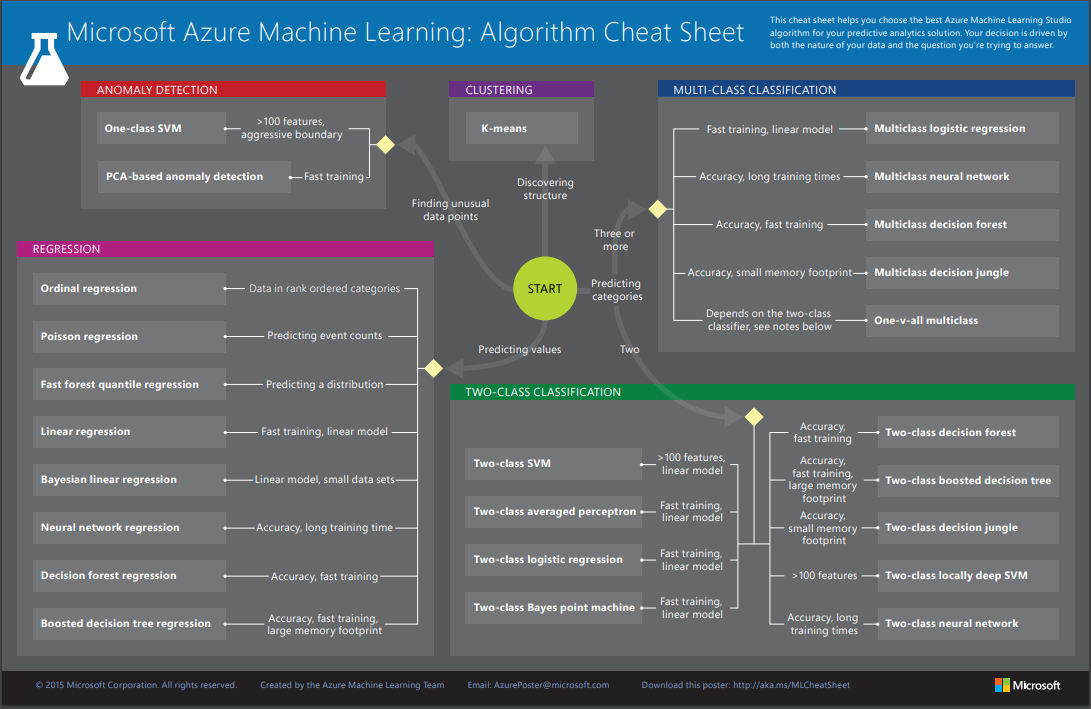 Microsoft Azure Machine Learning: Algorithm Cheat Sheet
This cheat sheet helps you choose the best Azure Machine Learning Studio
algorithm for your predictive analytics solution. Your decision is driven by
both the nature of your data and the question you're trying to answer.
ANOMALY DETECTION
One-class SVM
>100 features,
aggressive boundary
PCA-based anomaly detection
Fast training
CLUSTERING
K-means
MULTI-CLASS CLASSIFICATION
Fast training, linear model
Multiclass logistic regression
Accuracy, long training times
Multiclass neural network
Accuracy, fast training
Multiclass decision forest
Accuracy, small memory footprint
Multiclass decision jungle
Depends on the two-class
classifier, see notes below
One-v-all multiclass
Finding unusual
data points
Discovering
structure
Three or
more
START
Predicting
categories
Predicting values
Two
REGRESSION
Ordinal regression
Data in rank ordered categories
Poisson regression
Predicting event counts
Fast forest quantile regression
Predicting a distribution
Linear regression
Fast training, linear model
Bayesian linear regression
Linear model, small data sets
Neural network regression
Accuracy, long training time
Decision forest regression
Accuracy, fast training
Boosted decision tree regression
Accuracy, fast training,
large memory footprint
TWO-CLASS CLASSIFICATION
Two-class SVM
>100 features,
linear model
Two-class averaged perceptron
Fast training,
linear model
Two-class logistic regression
Fast training,
linear model
Two-class Bayes point machine
Fast training,
linear model
Accuracy,
fast training
Two-class decision forest
Accuracy,
fast training,
large memory
footprint
Two-class boosted decision tree
Accuracy,
small memory
footprint
Two-class decision jungle
>100 features
Two-class locally deep SVM
Accuracy, long
training times
Two-class neural network
© 2015 Microsoft Corporation. All rights reserved.
Created by the Azure Machine Learning Team
Email: AzurePoster@microsoft.com
Download this poster: http://aka.ms/MLCheatSheet
Microsoft